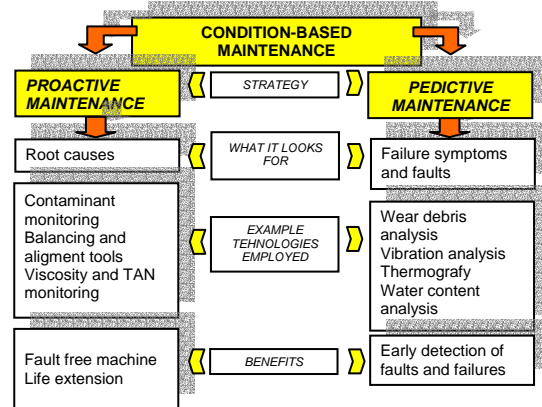 CONDITION-BASED
MAINTENANCE
PROACTIVE
MAINTENANCE
STRATEGY
PEDICTIVE
MAINTENANCE
Root causes
WHAT IT LOOKS
FOR
Failure symptoms
and faults
Contaminant
monitoring
Balancing and
aligment tools
Viscosity and TAN
monitoring
EXAMPLE
TEHNOLOGIES
EMPLOYED
Wear debris
analysis
Vibration analysis
Thermografy
Water content
analysis
Fault free machine
Life extension
BENEFITS
Early detection of
faults and failures